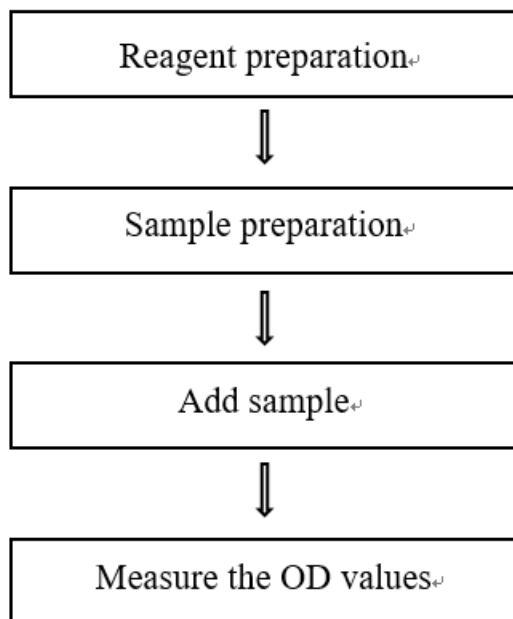 Reagent preparation
Sample preparation
Add sample
Measure the OD values